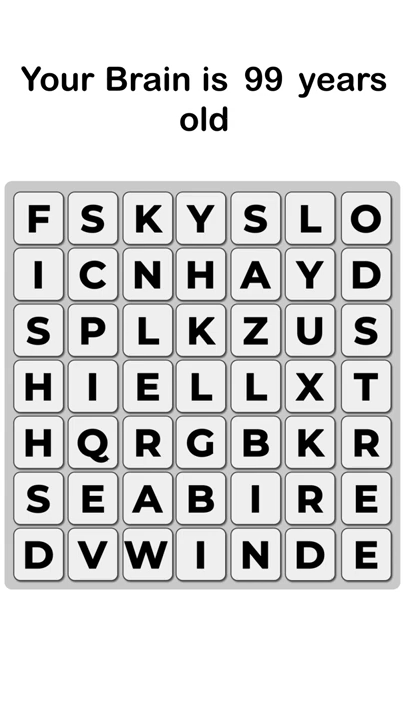 Your Brain is 99 years
old
F S K Y S L O
I C N H A Y D
S P L K Z U S
H I E L L X T
H Q R G B K R
S E A B I R E
D V W I N D E